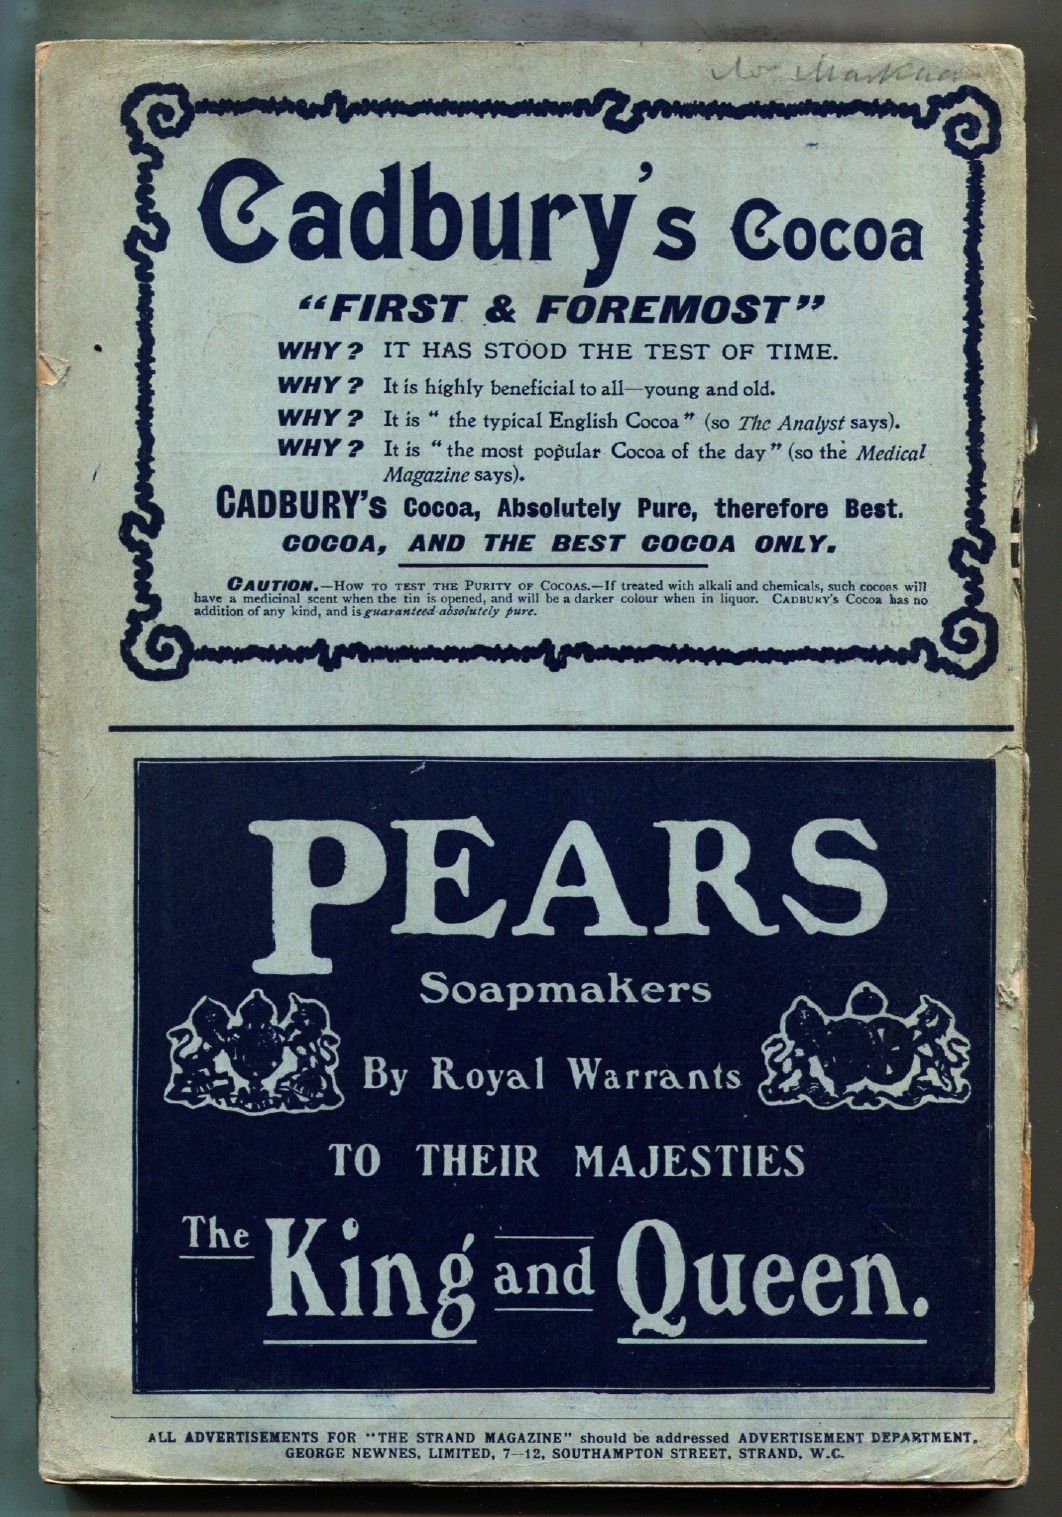 Cadbury's Cocoa
"FIRST & FOREMOST"
WHY? IT HAS STOOD THE TEST OF TIME.
WHY? It is highly beneficial to all—young and old.
WHY? It is " the typical English Cocoa " (so The Analyst says).
WHY? It is " the most popular Cocoa of the day " (so the Medical
Magazine says).
CADBURY'S Cocoa, Absolutely Pure, therefore Best.
COCOA, AND THE BEST COCOA ONLY.
CAUTION.—HOW TO TEST THE PURITY OF COCOAS.—If treated with alkali and chemicals, such cocoas will
have a medicinal scent when the tin is opened, and will be a darker colour when in liquor. CADBURY'S Cocoa has no
addition of any kind, and is guaranteed absolutely pure.
PEARS
Soapmakers
By Royal Warrants
TO THEIR MAJESTIES
The King and Queen.
ALL ADVERTISEMENTS FOR "THE STRAND MAGAZINE" should be addressed ADVERTISEMENT DEPARTMENT,
GEORGE NEWNES, LIMITED, 7—12, SOUTHAMPTON STREET, STRAND, W.C.